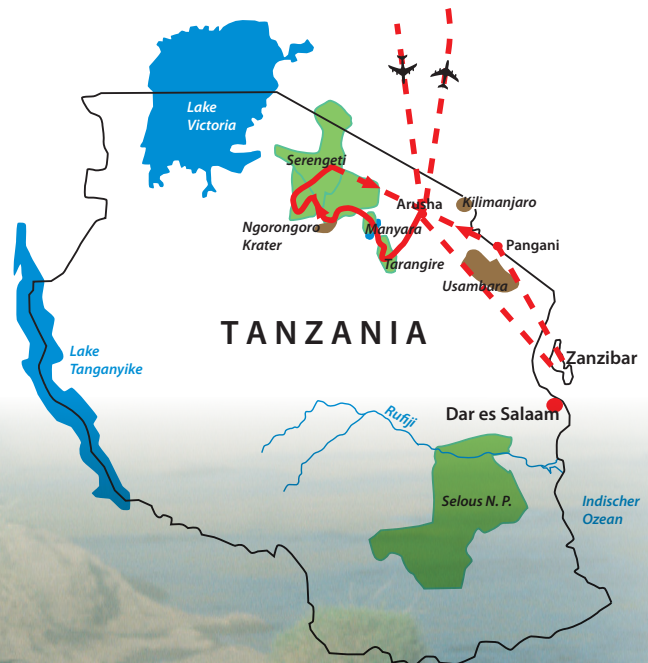 Lake
Victoria
Serengeti
Arusha
Kilimanjaro
Ngorongoro
Krater
Manyara
Pangani
Tarangire
Usambara
TANZANIA
Lake
Tanganyike
Zanzibar
Dar es Salaam
Rufiji
Selous N. P.
Indischer
Ozean